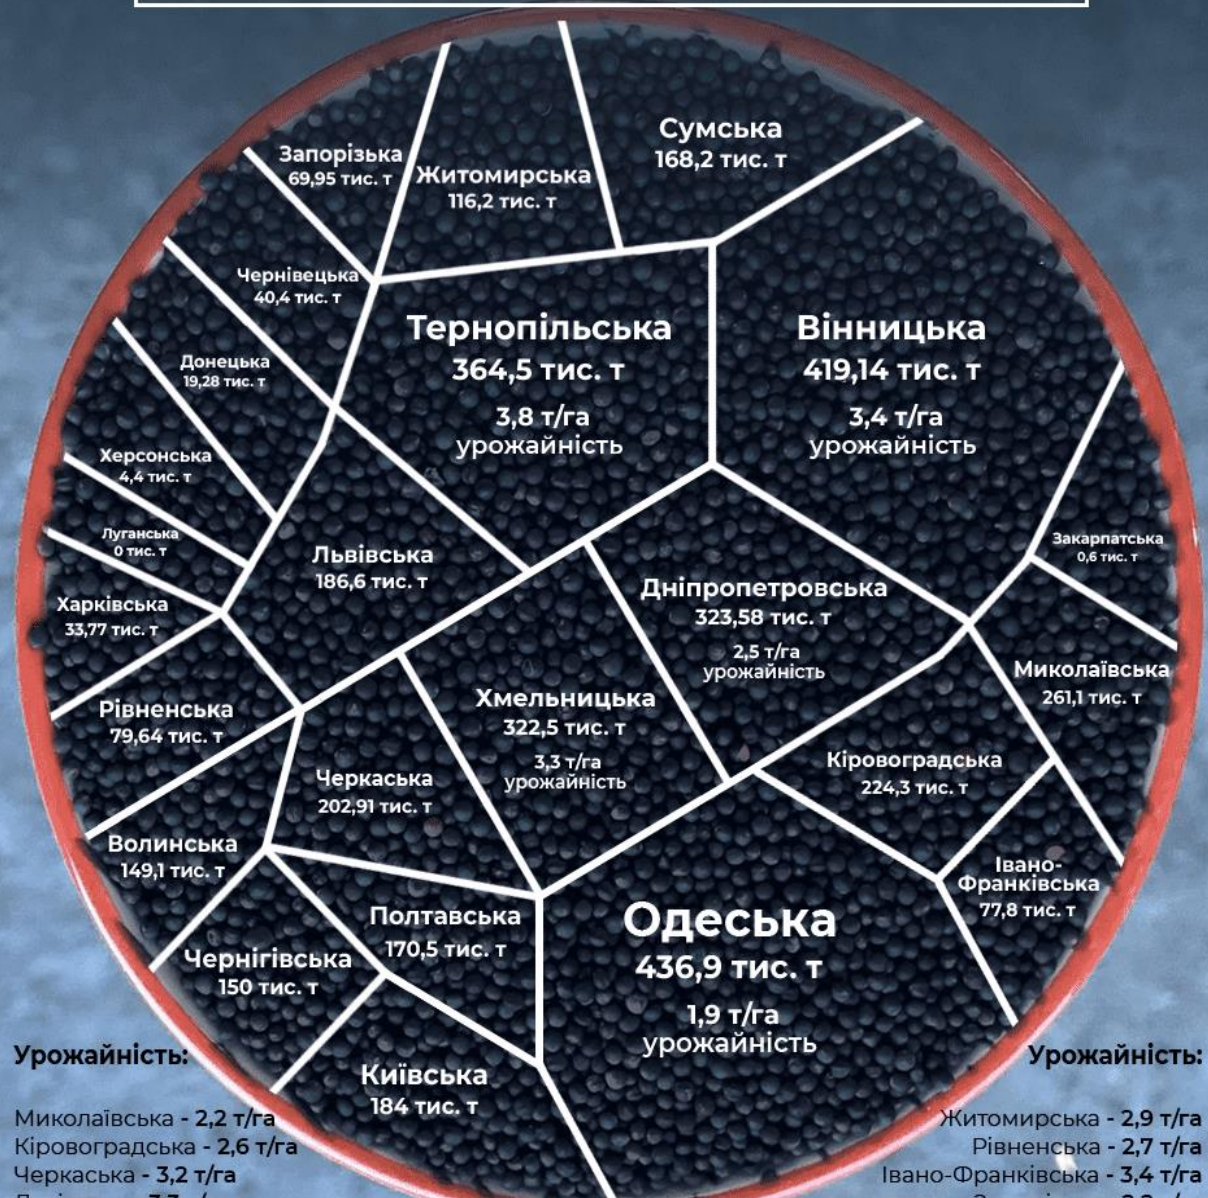 Сумська
168,2 тис. т
Запорізька
69,95 тис. т
Житомирська
116,2 тис. т
Чернівецька
40,4 тис. т
Тернопільська
364,5 тис. т
3,8 т/га
урожайність
Вінницька
419,14 тис. т
3,4 т/га
урожайність
Донецька
19,28 тис. т
Херсонська
4,4 тис. т
Луганська
0 тис. т
Львівська
186,6 тис. т
Закарпатська
0,6 тис. т
Дніпропетровська
323,58 тис. т
2,5 т/га
урожайність
Харківська
33,77 тис. т
Миколаївська
261,1 тис. т
Хмельницька
322,5 тис. т
3,3 т/га
урожайність
Рівненська
79,64 тис. т
Черкаська
202,91 тис. т
Кіровоградська
224,3 тис. т
Волинська
149,1 тис. т
Івано-
Франківська
77,8 тис. т
Полтавська
170,5 тис. т
Одеська
436,9 тис. т
1,9 т/га
урожайність
Чернігівська
150 тис. т
Київська
184 тис. т
Урожайність:
Миколаївська - 2,2 т/га
Кіровоградська - 2,6 т/га
Черкаська - 3,2 т/га
Урожайність:
Житомирська - 2,9 т/га
Рівненська - 2,7 т/га
Івано-Франківська - 3,4 т/га